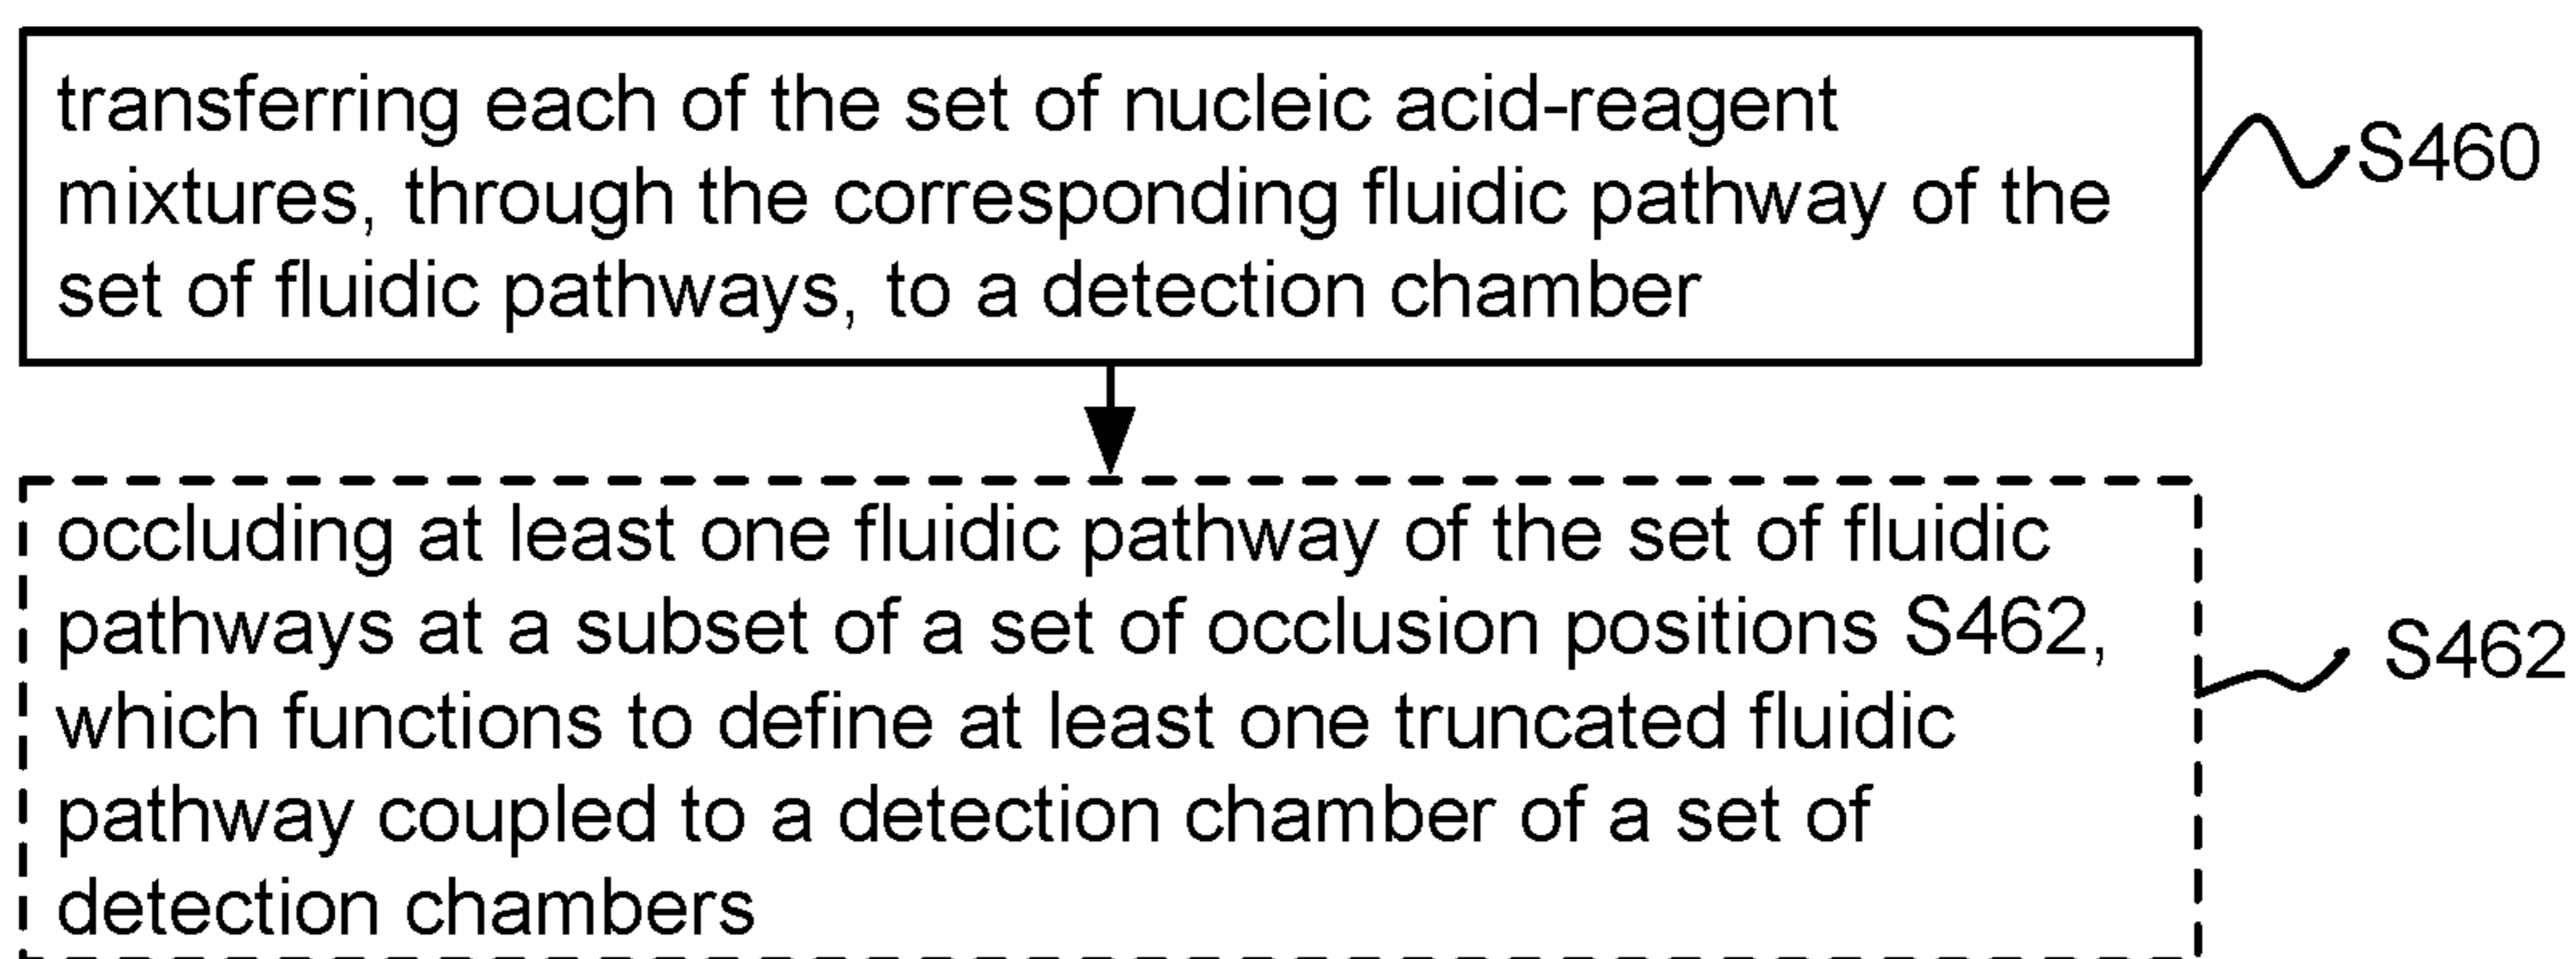 transferring each of the set of nucleic acid-reagent
mixtures, through the corresponding fluidic pathway of the
set of fluidic pathways, to a detection chamber
S460
occluding at least one fluidic pathway of the set of fluidic
pathways at a subset of a set of occlusion positions S462,
which functions to define at least one truncated fluidic
pathway coupled to a detection chamber of a set of
detection chambers
S462